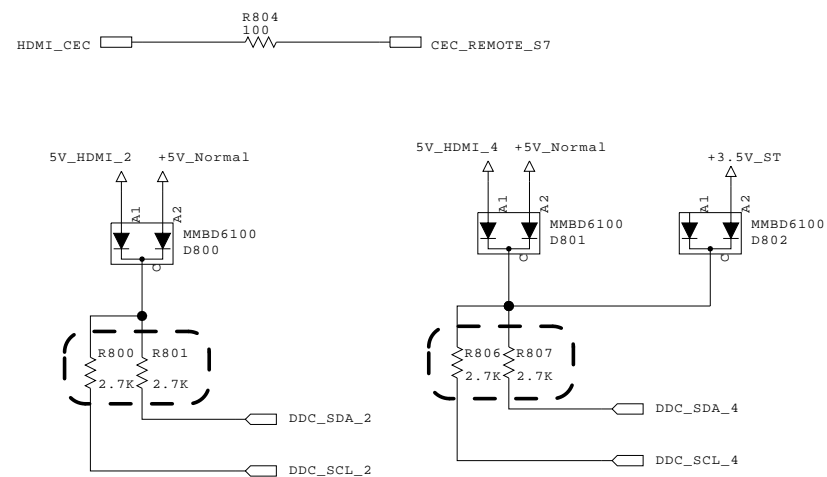 R804
100
HDMI_CEC
CEC_REMOTE_S7
5V_HDMI_2
+5V_Normal
A1
A2
MMBD6100
D800
C
R800
R801
2.7K
2.7K
DDC_SDA_2
DDC_SCL_2
5V_HDMI_4
+5V_Normal
A1
A2
MMBD6100
D801
C
+3.5V_ST
A1
A2
MMBD6100
D802
C
R806
R807
2.7K
2.7K
DDC_SDA_4
DDC_SCL_4